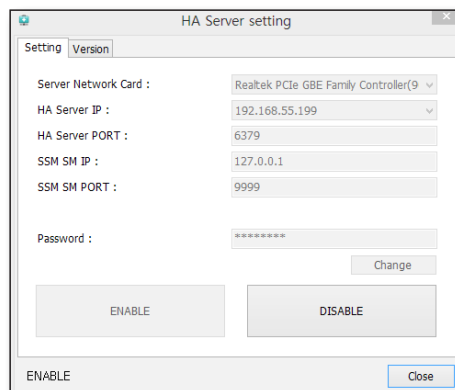 HA Server setting
Setting Version
Server Network Card : Realtek PCIe GBE Family Controller(9
HA Server IP : 192.168.55.199
HA Server PORT : 6379
SSM SM IP : 127.0.0.1
SSM SM PORT : 9999
Password : ********
Change
ENABLE DISABLE
ENABLE Close